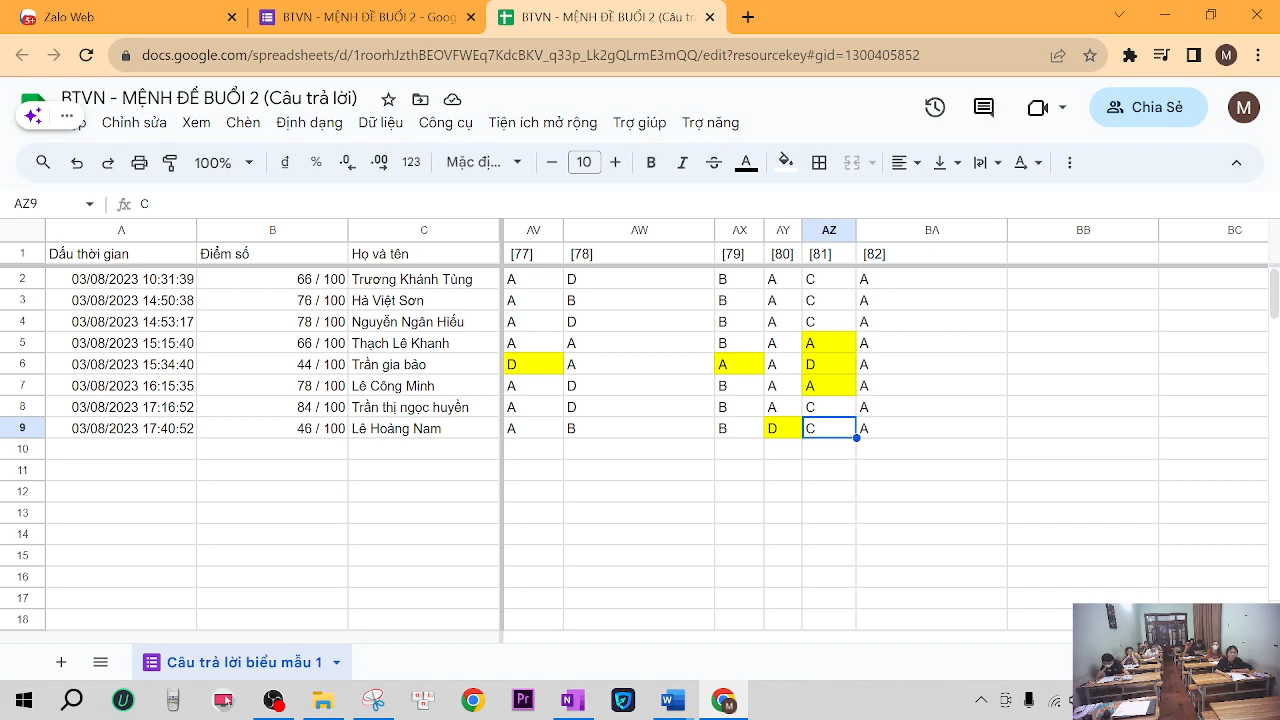 Zalo Web
BTVN - MỆNH ĐỀ BUỔI 2 - Goog
BTVN - MỆNH ĐỀ BUỔI 2 (Câu trả
docs.google.com/spreadsheets/d/1roorhJzthBEOVFWEq7KdcBKV_q33p_Lk2gQLrmE3mQQ/edit?resourcekey#gid=1300405852
M
BTVN - MỆNH ĐỀ BUỔI 2 (Câu trả lời)
Chỉnh sửa Xem Chèn Định dạng Dữ liệu Công cụ Tiện ích mở rộng Trợ giúp Trợ năng
Chia Sẻ
M
100% đ % .0 .00 123 Mặc đị... 10 B I A
AZ9 fx C
A B C AV AW AX AY AZ BA BB BC
1 Dấu thời gian Điểm số Họ và tên [77] [78] [79] [80] [81] [82]
2 03/08/2023 10:31:39 66 / 100 Trương Khánh Tùng A D B A C A
3 03/08/2023 14:50:38 76 / 100 Hà Việt Sơn A B B A C A
4 03/08/2023 14:53:17 78 / 100 Nguyễn Ngân Hiếu A D B A C A
5 03/08/2023 15:15:40 66 / 100 Thạch Lê Khanh A A B A A A
6 03/08/2023 15:34:40 44 / 100 Trần gia bảo D A A A D A
7 03/08/2023 16:15:35 78 / 100 Lê Công Minh A D B A A A
8 03/08/2023 17:16:52 84 / 100 Trần thị ngọc huyền A D B A C A
9 03/08/2023 17:40:52 46 / 100 Lê Hoàng Nam A B B D C A
10
11
12
13
14
15
16
17
18
Câu trả lời biểu mẫu 1